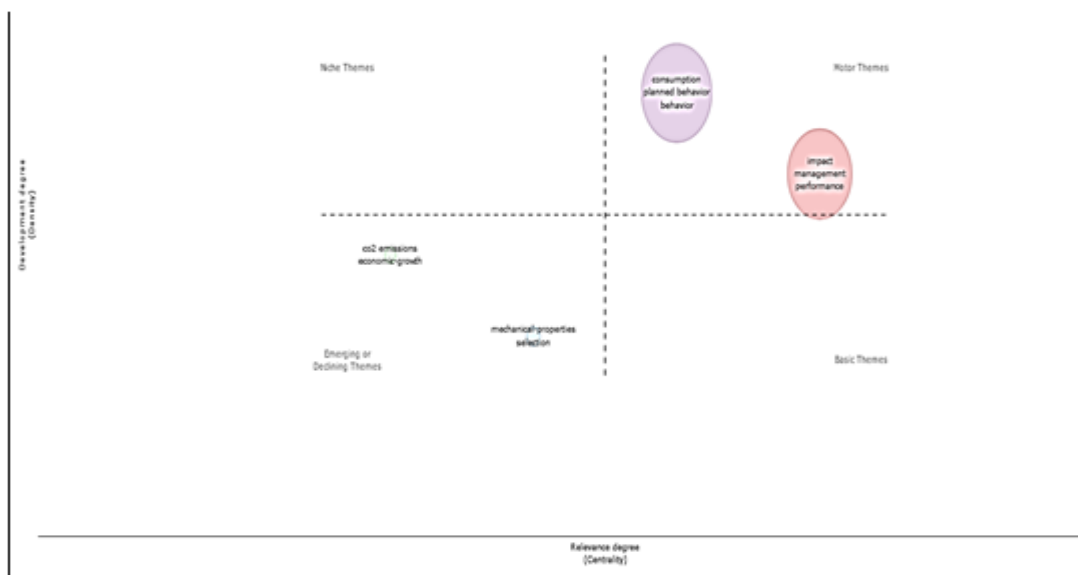 Niche Themes
Motor Themes
consumption
planned behavior
behavior
impact
management
performance
Development degree
(Density)
co2 emissions
economic-growth
mechanical-properties
selection
Emerging or
Declining Themes
Basic Themes
Relevance degree
(Centrality)